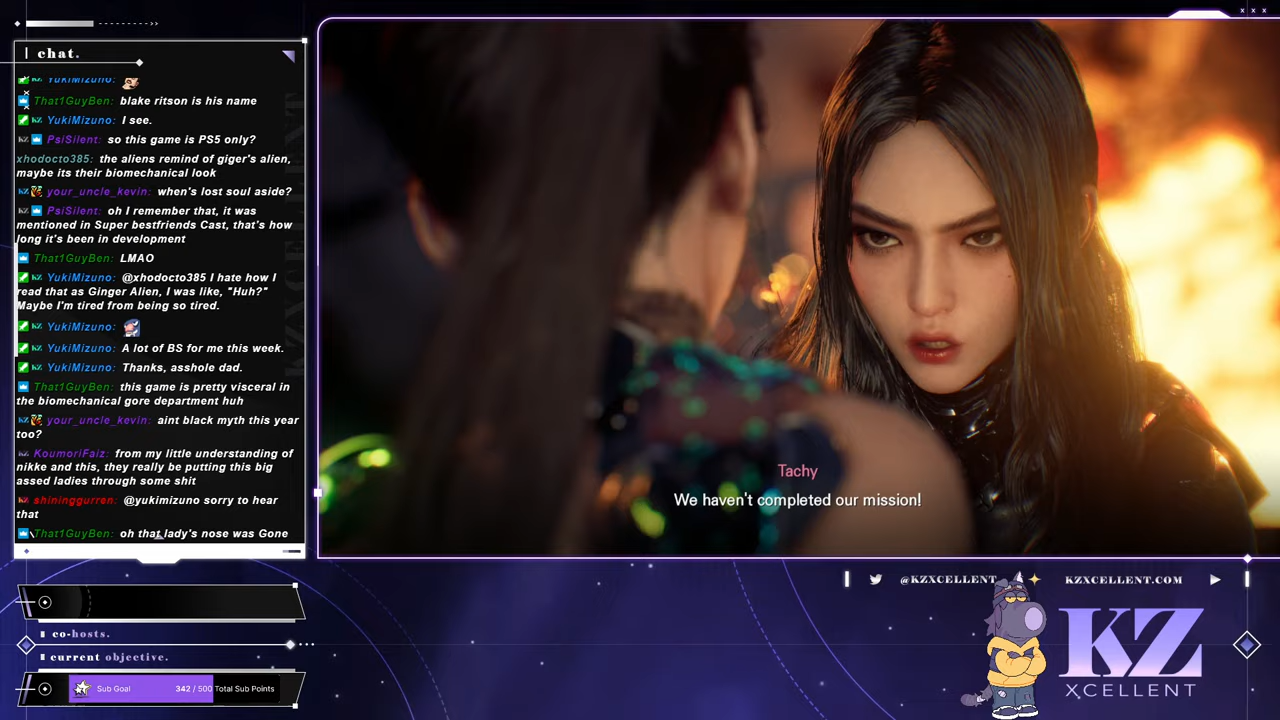 x x x
chat.
YukiMizuno:
That1GuyBen: blake ritson is his name
YukiMizuno: I see.
PsiSilent: so this game is PS5 only?
xhodocto385: the aliens remind of giger's alien,
maybe its their biomechanical look
your_uncle_kevin: when's lost soul aside?
PsiSilent: oh I remember that, it was
mentioned in Super bestfriends Cast, that's how
long it's been in development
That1GuyBen: LMAO
YukiMizuno: @xhodocto385 I hate how I
read that as Ginger Alien, I was like, "Huh?"
Maybe I'm tired from being so tired.
YukiMizuno:
YukiMizuno: A lot of BS for me this week.
YukiMizuno: Thanks, asshole dad.
That1GuyBen: this game is pretty visceral in
the biomechanical gore department huh
your_uncle_kevin: aint black myth this year
too?
KoumoriFaiz: from my little understanding of
nikke and this, they really be putting this big
assed ladies through some shit
shininggurren: @yukimizuno sorry to hear
that
That1GuyBen: oh that lady's nose was Gone
Tachy
We haven't completed our mission!
@KZXCELLENT
KZXCELLENT.COM
co-hosts.
current objective.
Sub Goal
342 / 500 Total Sub Points
KZ
XCELLENT